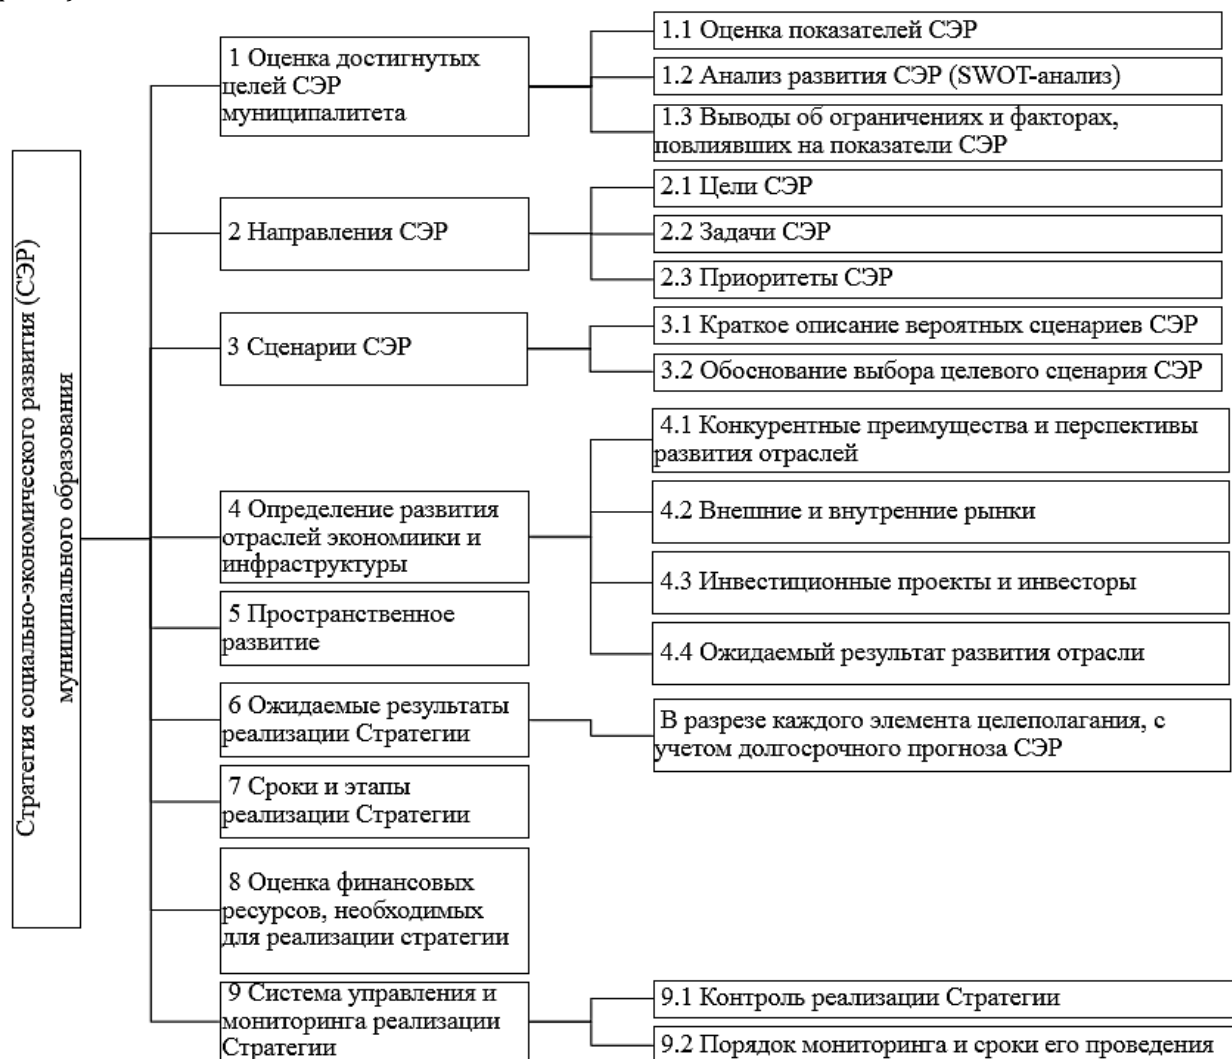 Стратегия социально-экономического развития (СЭР)
муниципального образования
1 Оценка достигнутых
целей СЭР
муниципалитета
1.1 Оценка показателей СЭР
1.2 Анализ развития СЭР (SWOT-анализ)
1.3 Выводы об ограничениях и факторах,
повлиявших на показатели СЭР
2 Направления СЭР
2.1 Цели СЭР
2.2 Задачи СЭР
2.3 Приоритеты СЭР
3 Сценарии СЭР
3.1 Краткое описание вероятных сценариев СЭР
3.2 Обоснование выбора целевого сценария СЭР
4 Определение развития
отраслей экономиики и
инфраструктуры
4.1 Конкурентные преимущества и перспективы
развития отраслей
4.2 Внешние и внутренние рынки
4.3 Инвестиционные проекты и инвесторы
4.4 Ожидаемый результат развития отрасли
5 Пространственное
развитие
6 Ожидаемые результаты
реализации Стратегии
В разрезе каждого элемента целеполагания, с
учетом долгосрочного прогноза СЭР
7 Сроки и этапы
реализации Стратегии
8 Оценка финансовых
ресурсов, необходимых
для реализации стратегии
9 Система управления и
мониторинга реализации
Стратегии
9.1 Контроль реализации Стратегии
9.2 Порядок мониторинга и сроки его проведения